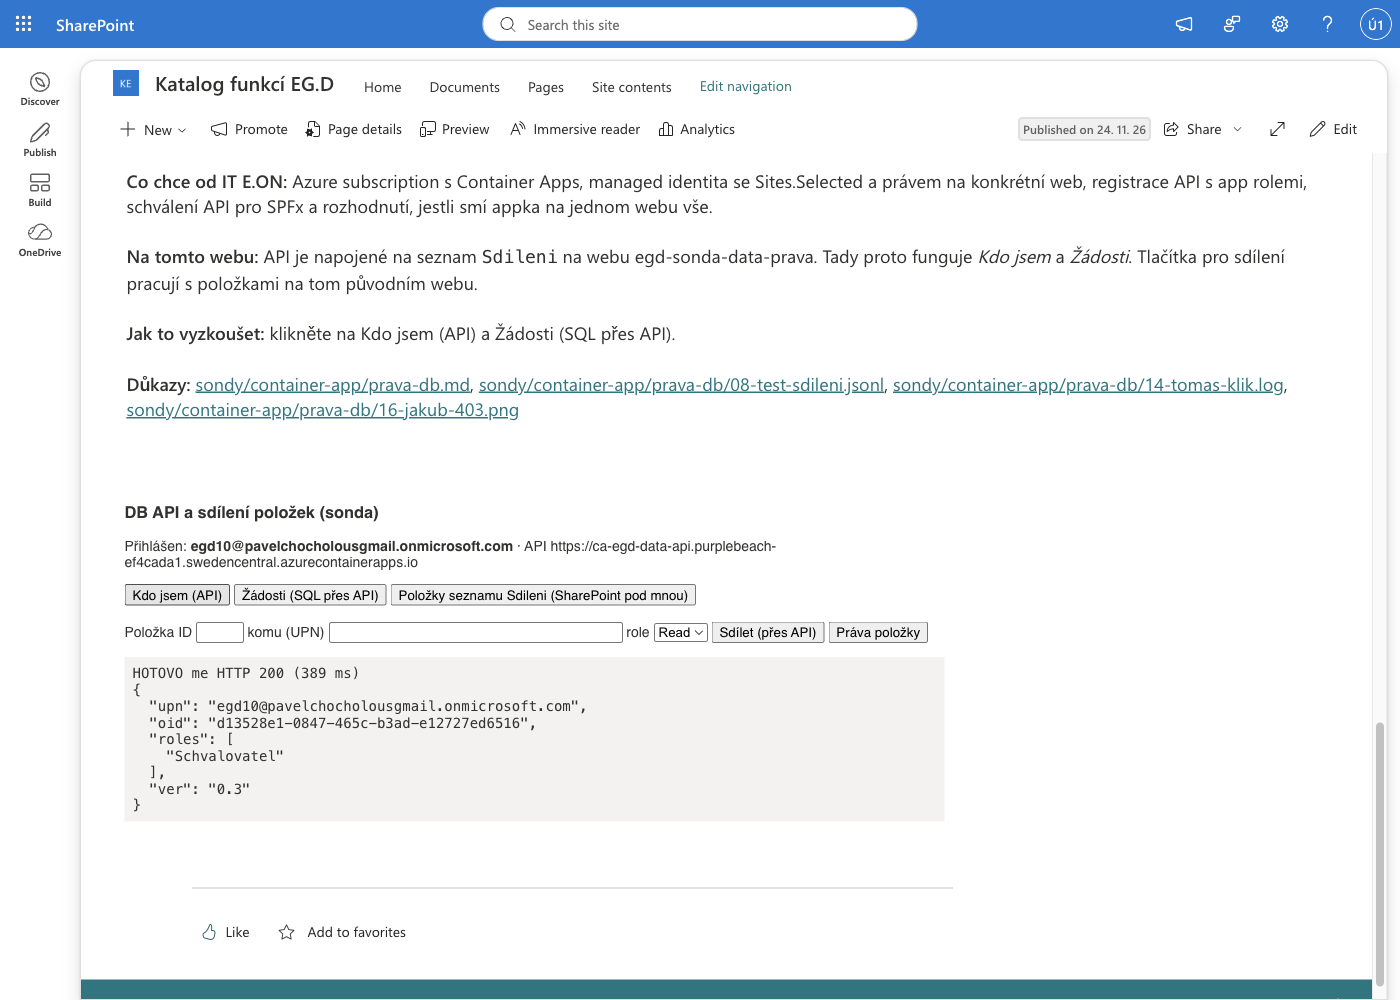 SharePoint
Search this site
Ú1
Discover
Publish
Build
OneDrive
KE
Katalog funkcí EG.D
Home
Documents
Pages
Site contents
Edit navigation
New
Promote
Page details
Preview
Immersive reader
Analytics
Published on 24. 11. 26
Share
Edit
Co chce od IT E.ON: Azure subscription s Container Apps, managed identita se Sites.Selected a právem na konkrétní web, registrace API s app rolemi,
schválení API pro SPFx a rozhodnutí, jestli smí appka na jednom webu vše.
Na tomto webu: API je napojené na seznam Sdileni na webu egd-sonda-data-prava. Tady proto funguje Kdo jsem a Žádosti. Tlačítka pro sdílení
pracují s položkami na tom původním webu.
Jak to vyzkoušet: klikněte na Kdo jsem (API) a Žádosti (SQL přes API).
Důkazy: sondy/container-app/prava-db.md, sondy/container-app/prava-db/08-test-sdileni.jsonl, sondy/container-app/prava-db/14-tomas-klik.log,
sondy/container-app/prava-db/16-jakub-403.png
DB API a sdílení položek (sonda)
Přihlášen: egd10@pavelchocholousgmail.onmicrosoft.com · API https://ca-egd-data-api.purplebeach-
ef4cada1.swedencentral.azurecontainerapps.io
Kdo jsem (API) Žádosti (SQL přes API) Položky seznamu Sdileni (SharePoint pod mnou)
Položka ID komu (UPN) role Read Sdílet (přes API) Práva položky
HOTOVO me HTTP 200 (389 ms)
{
"upn": "egd10@pavelchocholousgmail.onmicrosoft.com",
"oid": "d13528e1-0847-465c-b3ad-e12727ed6516",
"roles": [
"Schvalovatel"
],
"ver": "0.3"
}
Like
Add to favorites